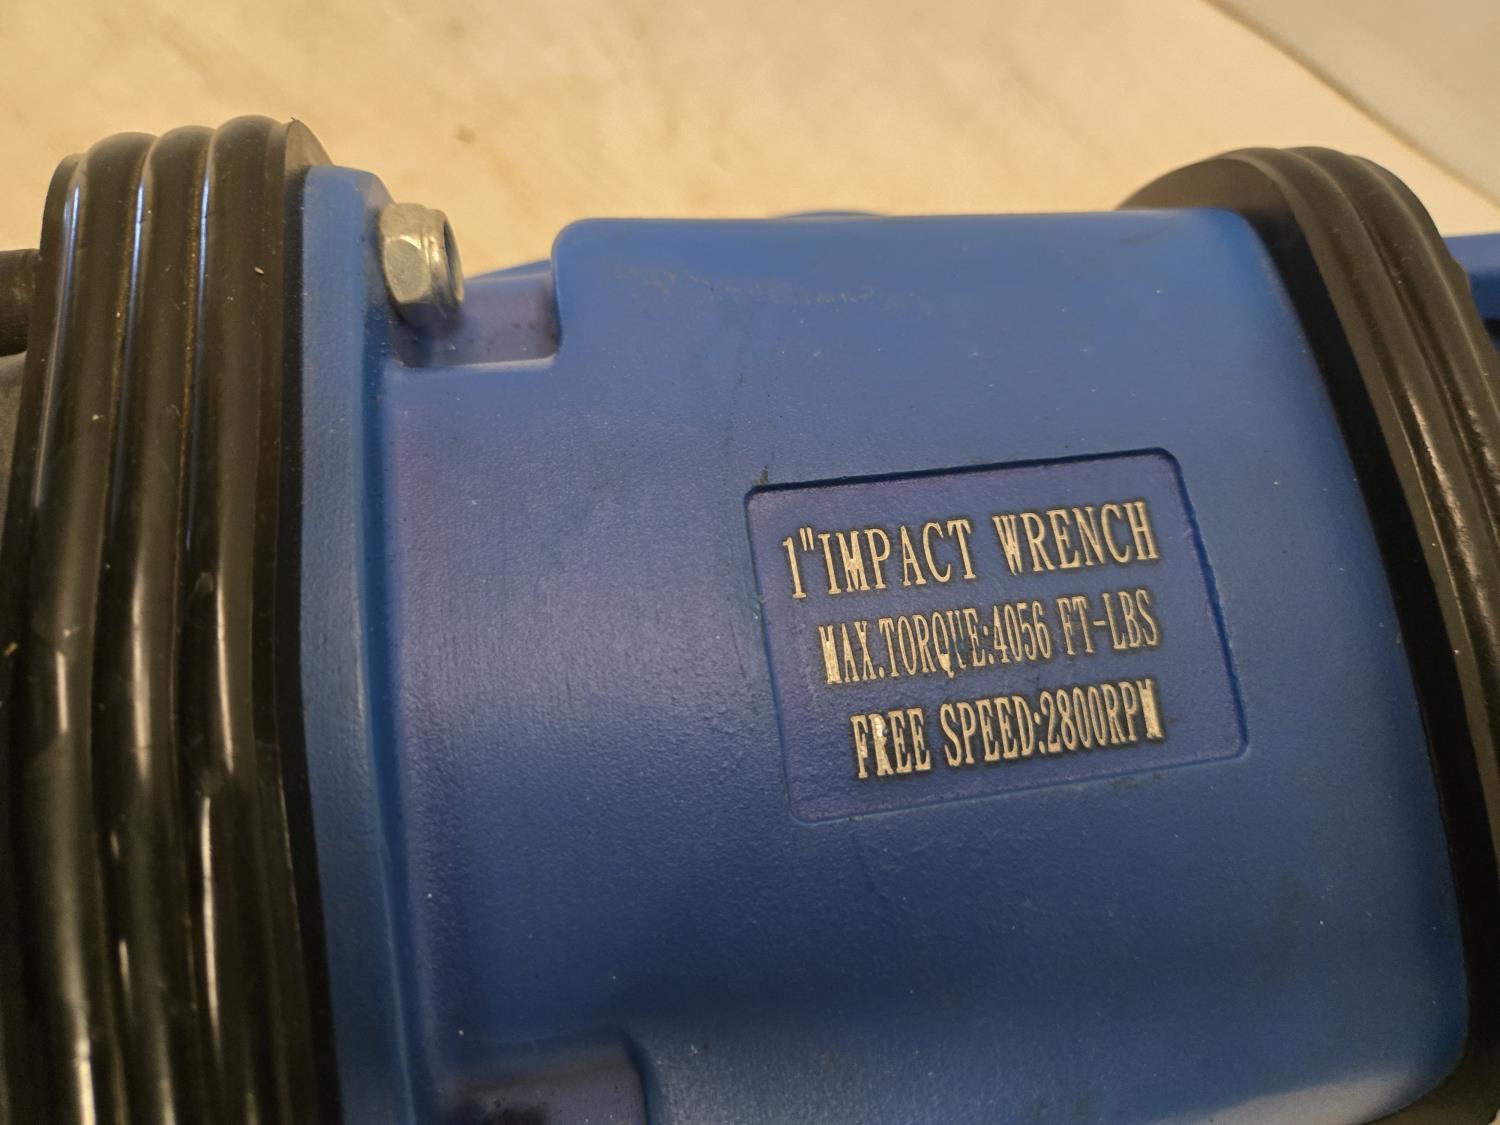 1"IMPACT WRENCH
MAX.TORQUE:4056 FT-LBS
FREE SPEED:2800RPM